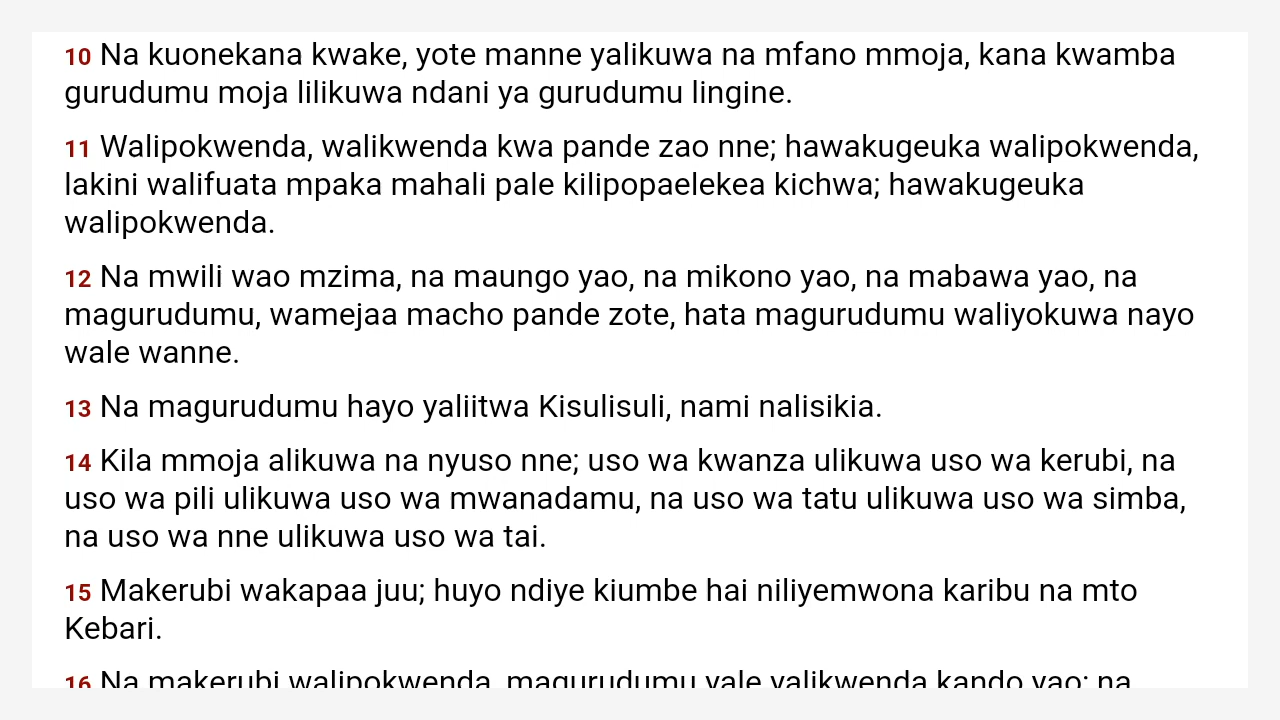 10 Na kuonekana kwake, yote manne yalikuwa na mfano mmoja, kana kwamba
gurudumu moja lilikuwa ndani ya gurudumu lingine.
11 Walipokwenda, walikwenda kwa pande zao nne; hawakugeuka walipokwenda,
lakini walifuata mpaka mahali pale kilipopaelekea kichwa; hawakugeuka
walipokwenda.
12 Na mwili wao mzima, na maungo yao, na mikono yao, na mabawa yao, na
magurudumu, wamejaa macho pande zote, hata magurudumu waliyokuwa nayo
wale wanne.
13 Na magurudumu hayo yaliitwa Kisulisuli, nami nalisikia.
14 Kila mmoja alikuwa na nyuso nne; uso wa kwanza ulikuwa uso wa kerubi, na
uso wa pili ulikuwa uso wa mwanadamu, na uso wa tatu ulikuwa uso wa simba,
na uso wa nne ulikuwa uso wa tai.
15 Makerubi wakapaa juu; huyo ndiye kiumbe hai niliyemwona karibu na mto
Kebari.
16 Na makerubi walipokwenda, magurudumu yale yalikwenda kando yao; na